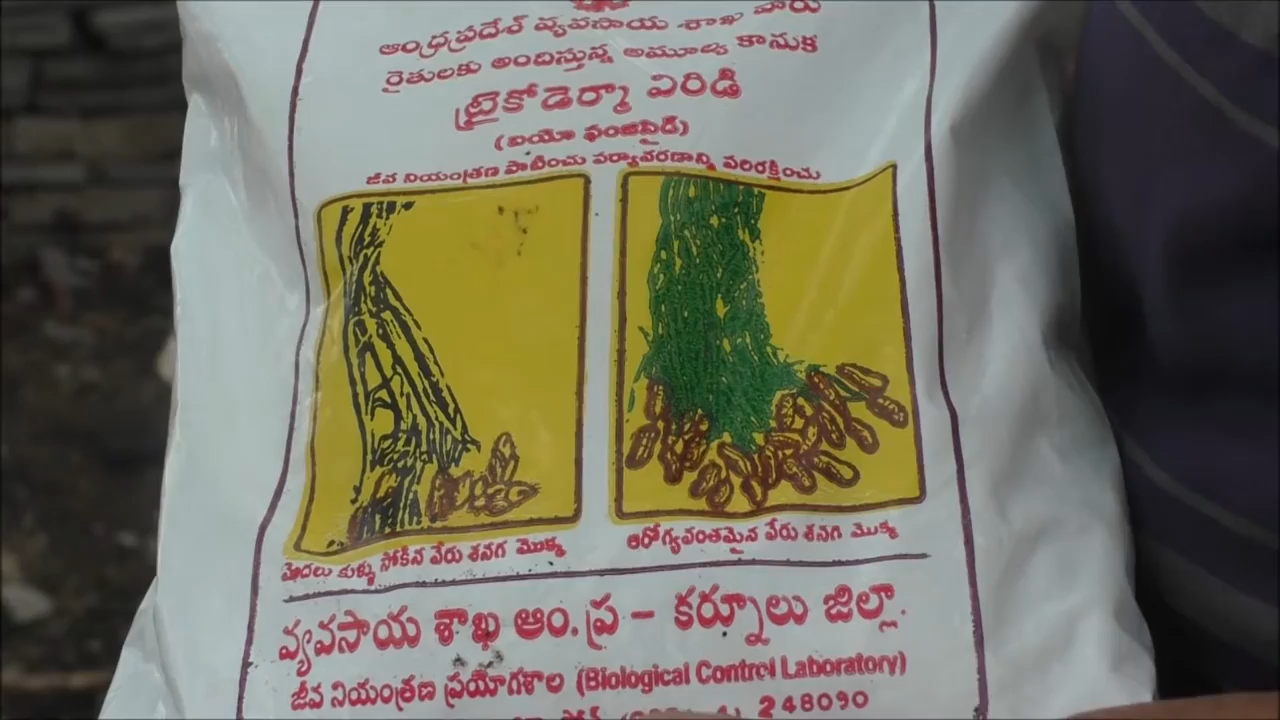 ఆంధ్రప్రదేశ్ వ్యవసాయ శాఖ వారు
రైతులకు అందిస్తున్న అమూల్య కానుక
ట్రైకోడెర్మా విరిడి
(బయో ఫంజిసైడ్)
జీవ నియంత్రణ పాటించు పర్యావరణాన్ని పరిరక్షించు
మొదలు కుళ్ళు సోకిన వేరు శనగ మొక్క
ఆరోగ్యవంతమైన వేరు శనగ మొక్క
వ్యవసాయ శాఖ ఆం.ప్ర – కర్నూలు జిల్లా.
జీవ నియంత్రణ ప్రయోగశాల (Biological Control Laboratory)
248090